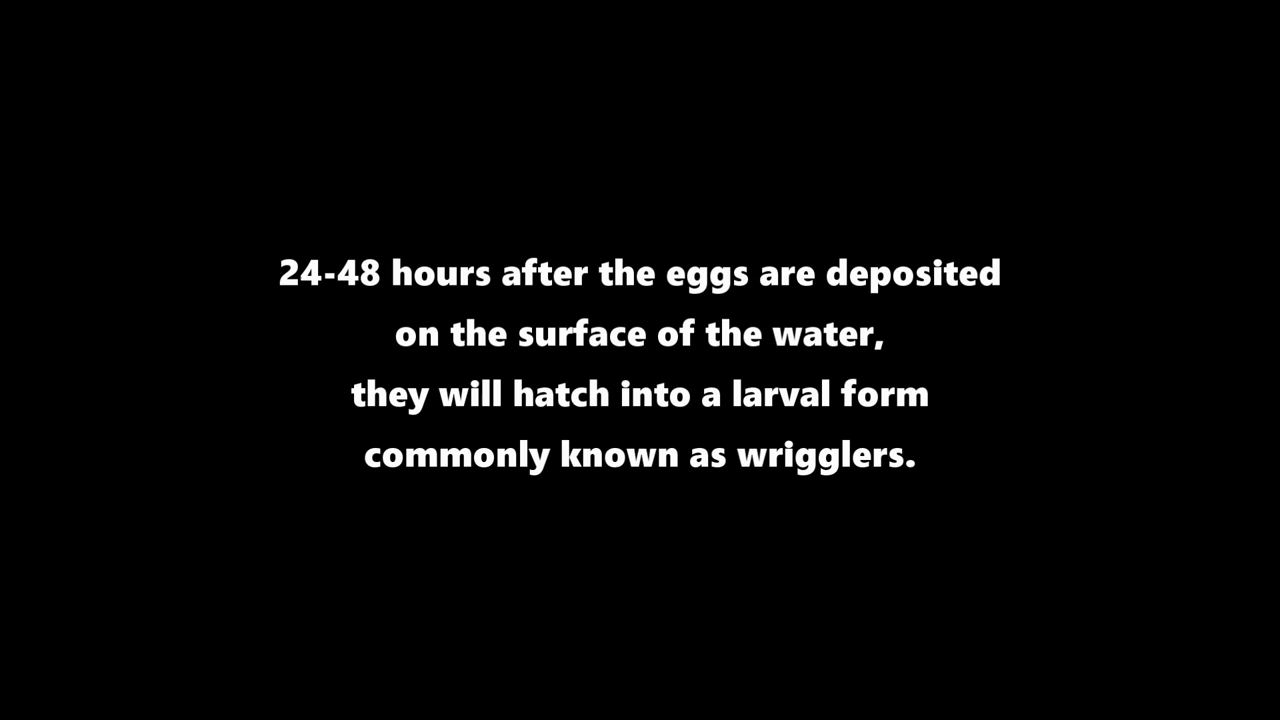 24-48 hours after the eggs are deposited
on the surface of the water,
they will hatch into a larval form
commonly known as wrigglers.